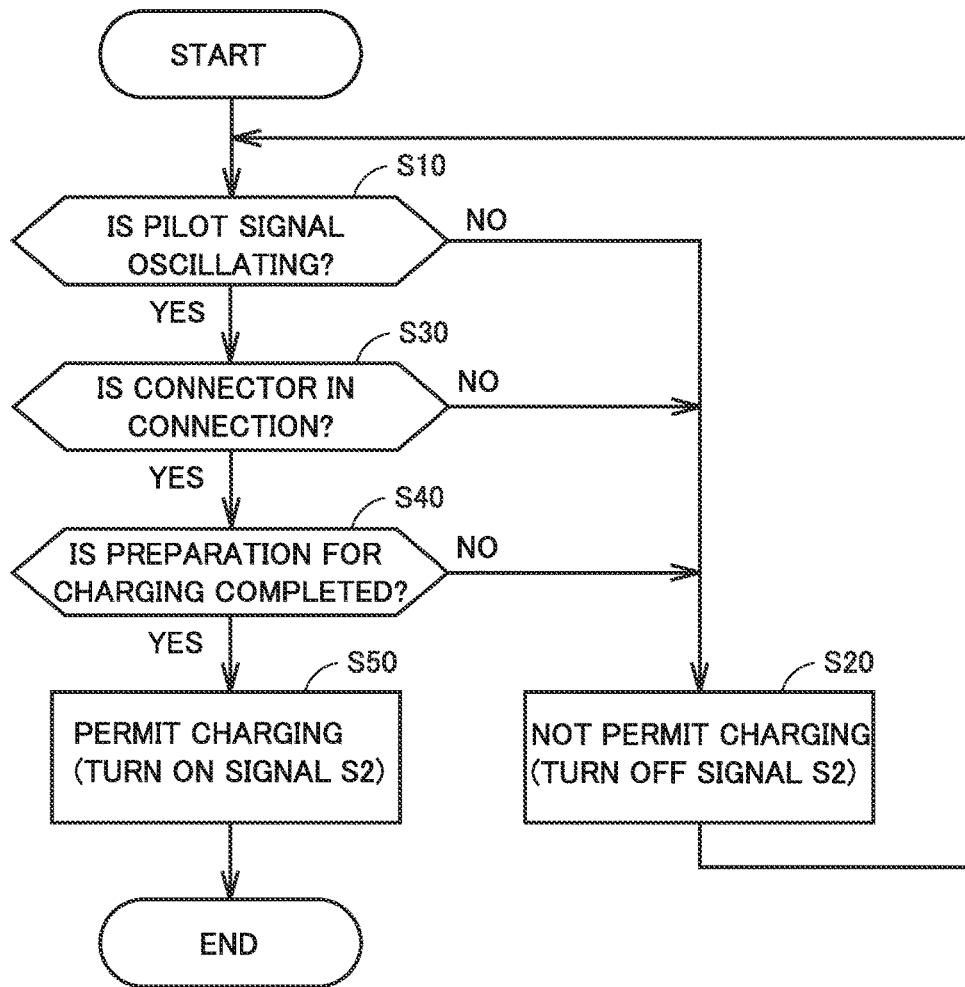 START
S10
IS PILOT SIGNAL
OSCILLATING?
NO
YES
S30
IS CONNECTOR IN
CONNECTION?
NO
YES
S40
IS PREPARATION FOR
CHARGING COMPLETED?
NO
YES
S50
PERMIT CHARGING
(TURN ON SIGNAL S2)
S20
NOT PERMIT CHARGING
(TURN OFF SIGNAL S2)
END